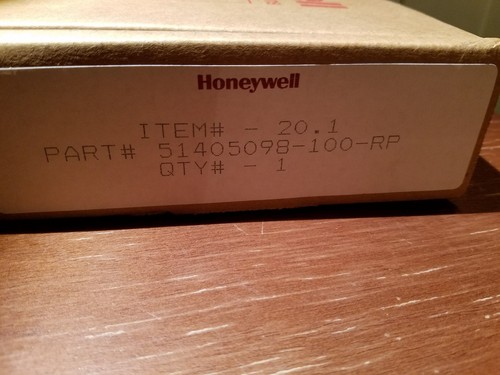 Honeywell
ITEM# - 20.1
PART# 51405098-100-RP
QTY# - 1